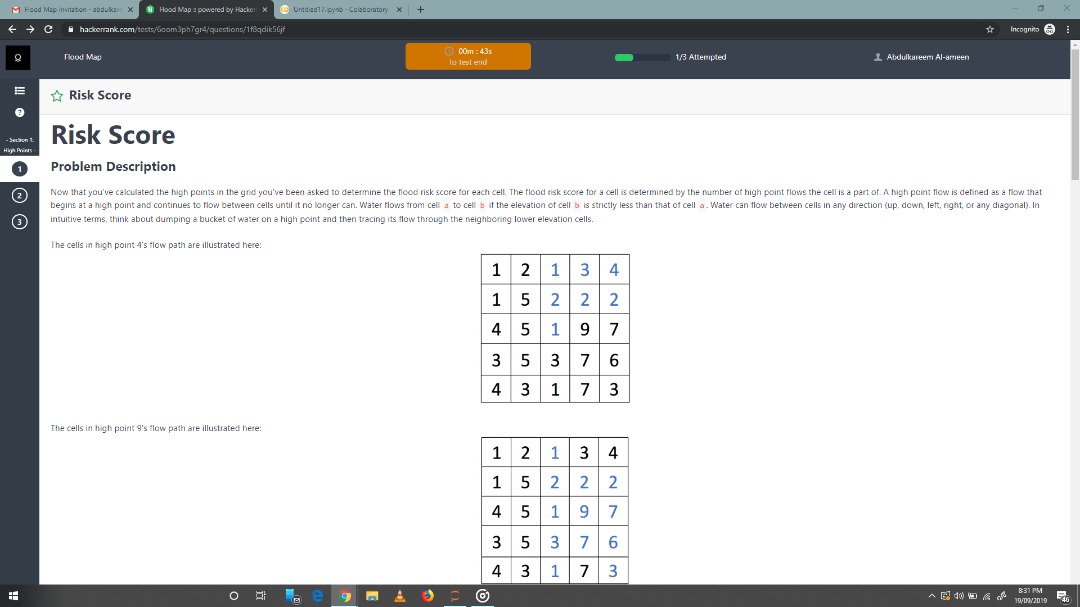 Flood Map invitation - abdulkare
Flood Map :: powered by Hacker
Untitled17.ipynb - Colaboratory
hackerrank.com/tests/6oom3ph7gr4/questions/1f8qdik56jf
Incognito
Flood Map
00m : 43s
to test end
1/3 Attempted
Abdulkareem Al-ameen
Risk Score
- Section 1:
High Points -
1
2
3
Risk Score
Problem Description
Now that you've calculated the high points in the grid you've been asked to determine the flood risk score for each cell. The flood risk score for a cell is determined by the number of high point flows the cell is a part of. A high point flow is defined as a flow that
begins at a high point and continues to flow between cells until it no longer can. Water flows from cell a to cell b if the elevation of cell b is strictly less than that of cell a. Water can flow between cells in any direction (up, down, left, right, or any diagonal). In
intuitive terms, think about dumping a bucket of water on a high point and then tracing its flow through the neighboring lower elevation cells.
The cells in high point 4's flow path are illustrated here:
1 2 1 3 4
1 5 2 2 2
4 5 1 9 7
3 5 3 7 6
4 3 1 7 3
The cells in high point 9's flow path are illustrated here:
1 2 1 3 4
1 5 2 2 2
4 5 1 9 7
3 5 3 7 6
4 3 1 7 3
8:31 PM
19/09/2019